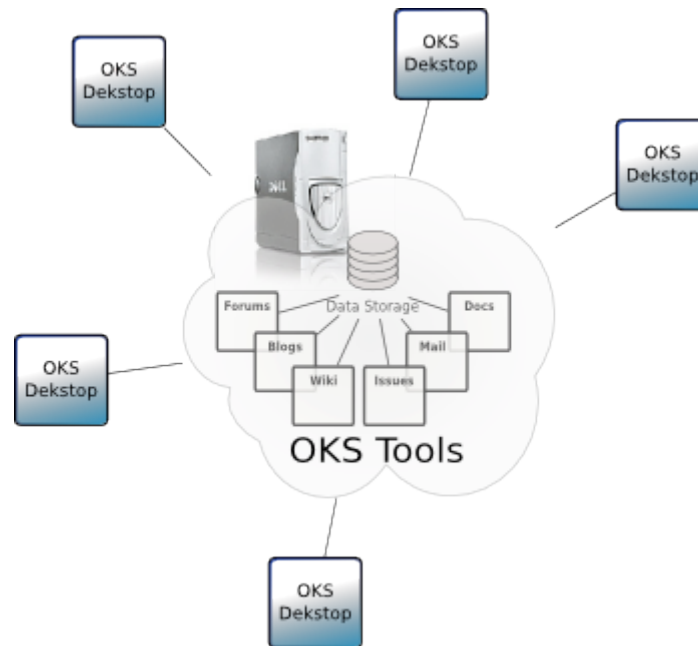 OKS
Dekstop
OKS
Dekstop
OKS
Dekstop
DELL
Data Storage
Forums
Docs
Blogs
Mail
Wiki
Issues
OKS
Dekstop
OKS Tools
OKS
Dekstop